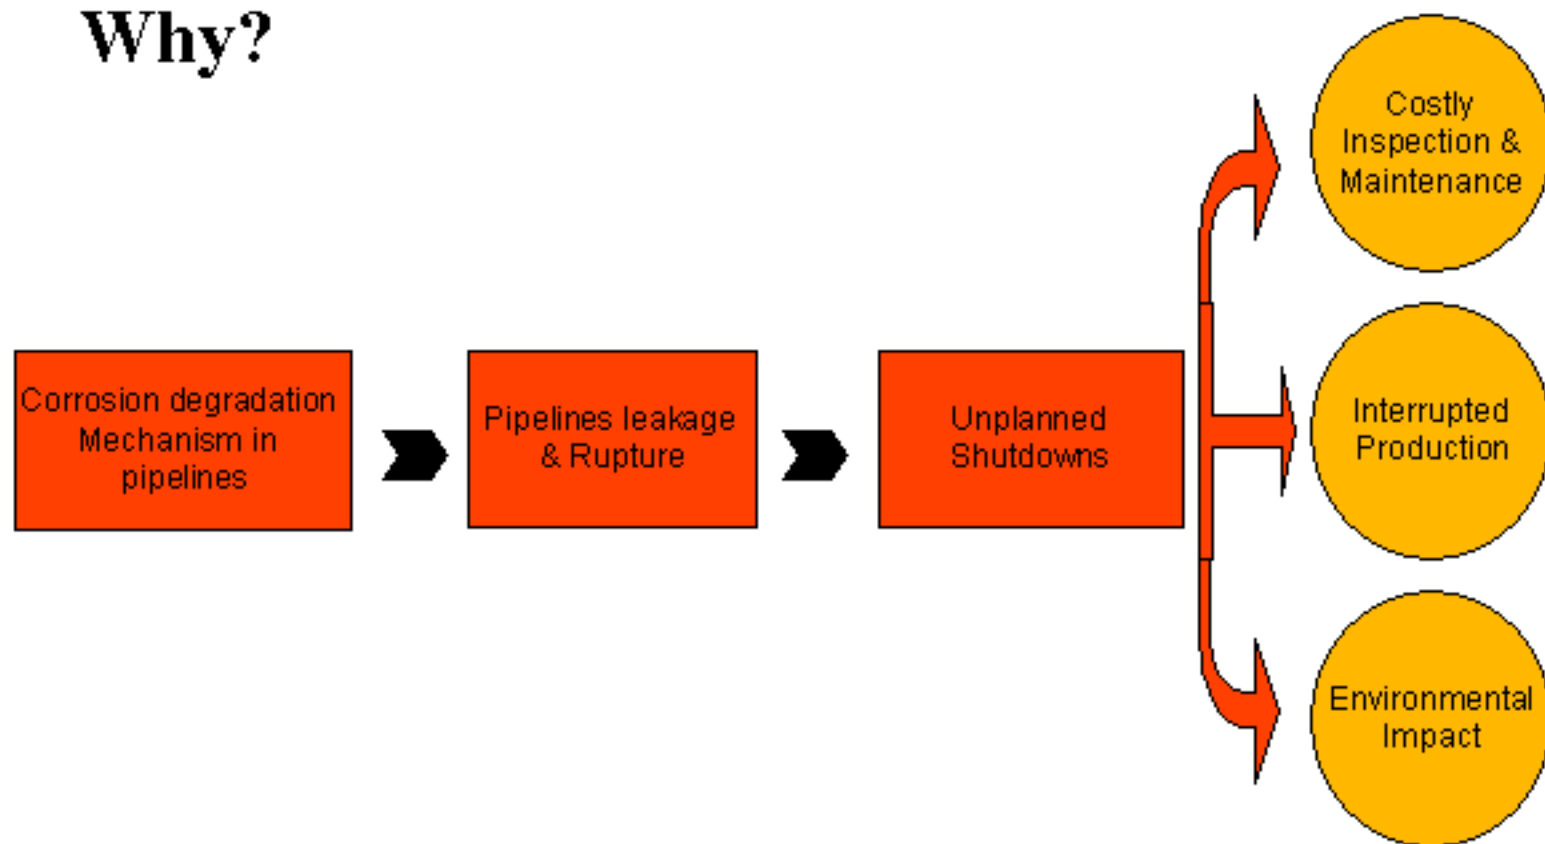 Why?
Corrosion degradation
Mechanism in
pipelines
Pipelines leakage
& Rupture
Unplanned
Shutdowns
Costly
Inspection &
Maintenance
Interrupted
Production
Environmental
Impact